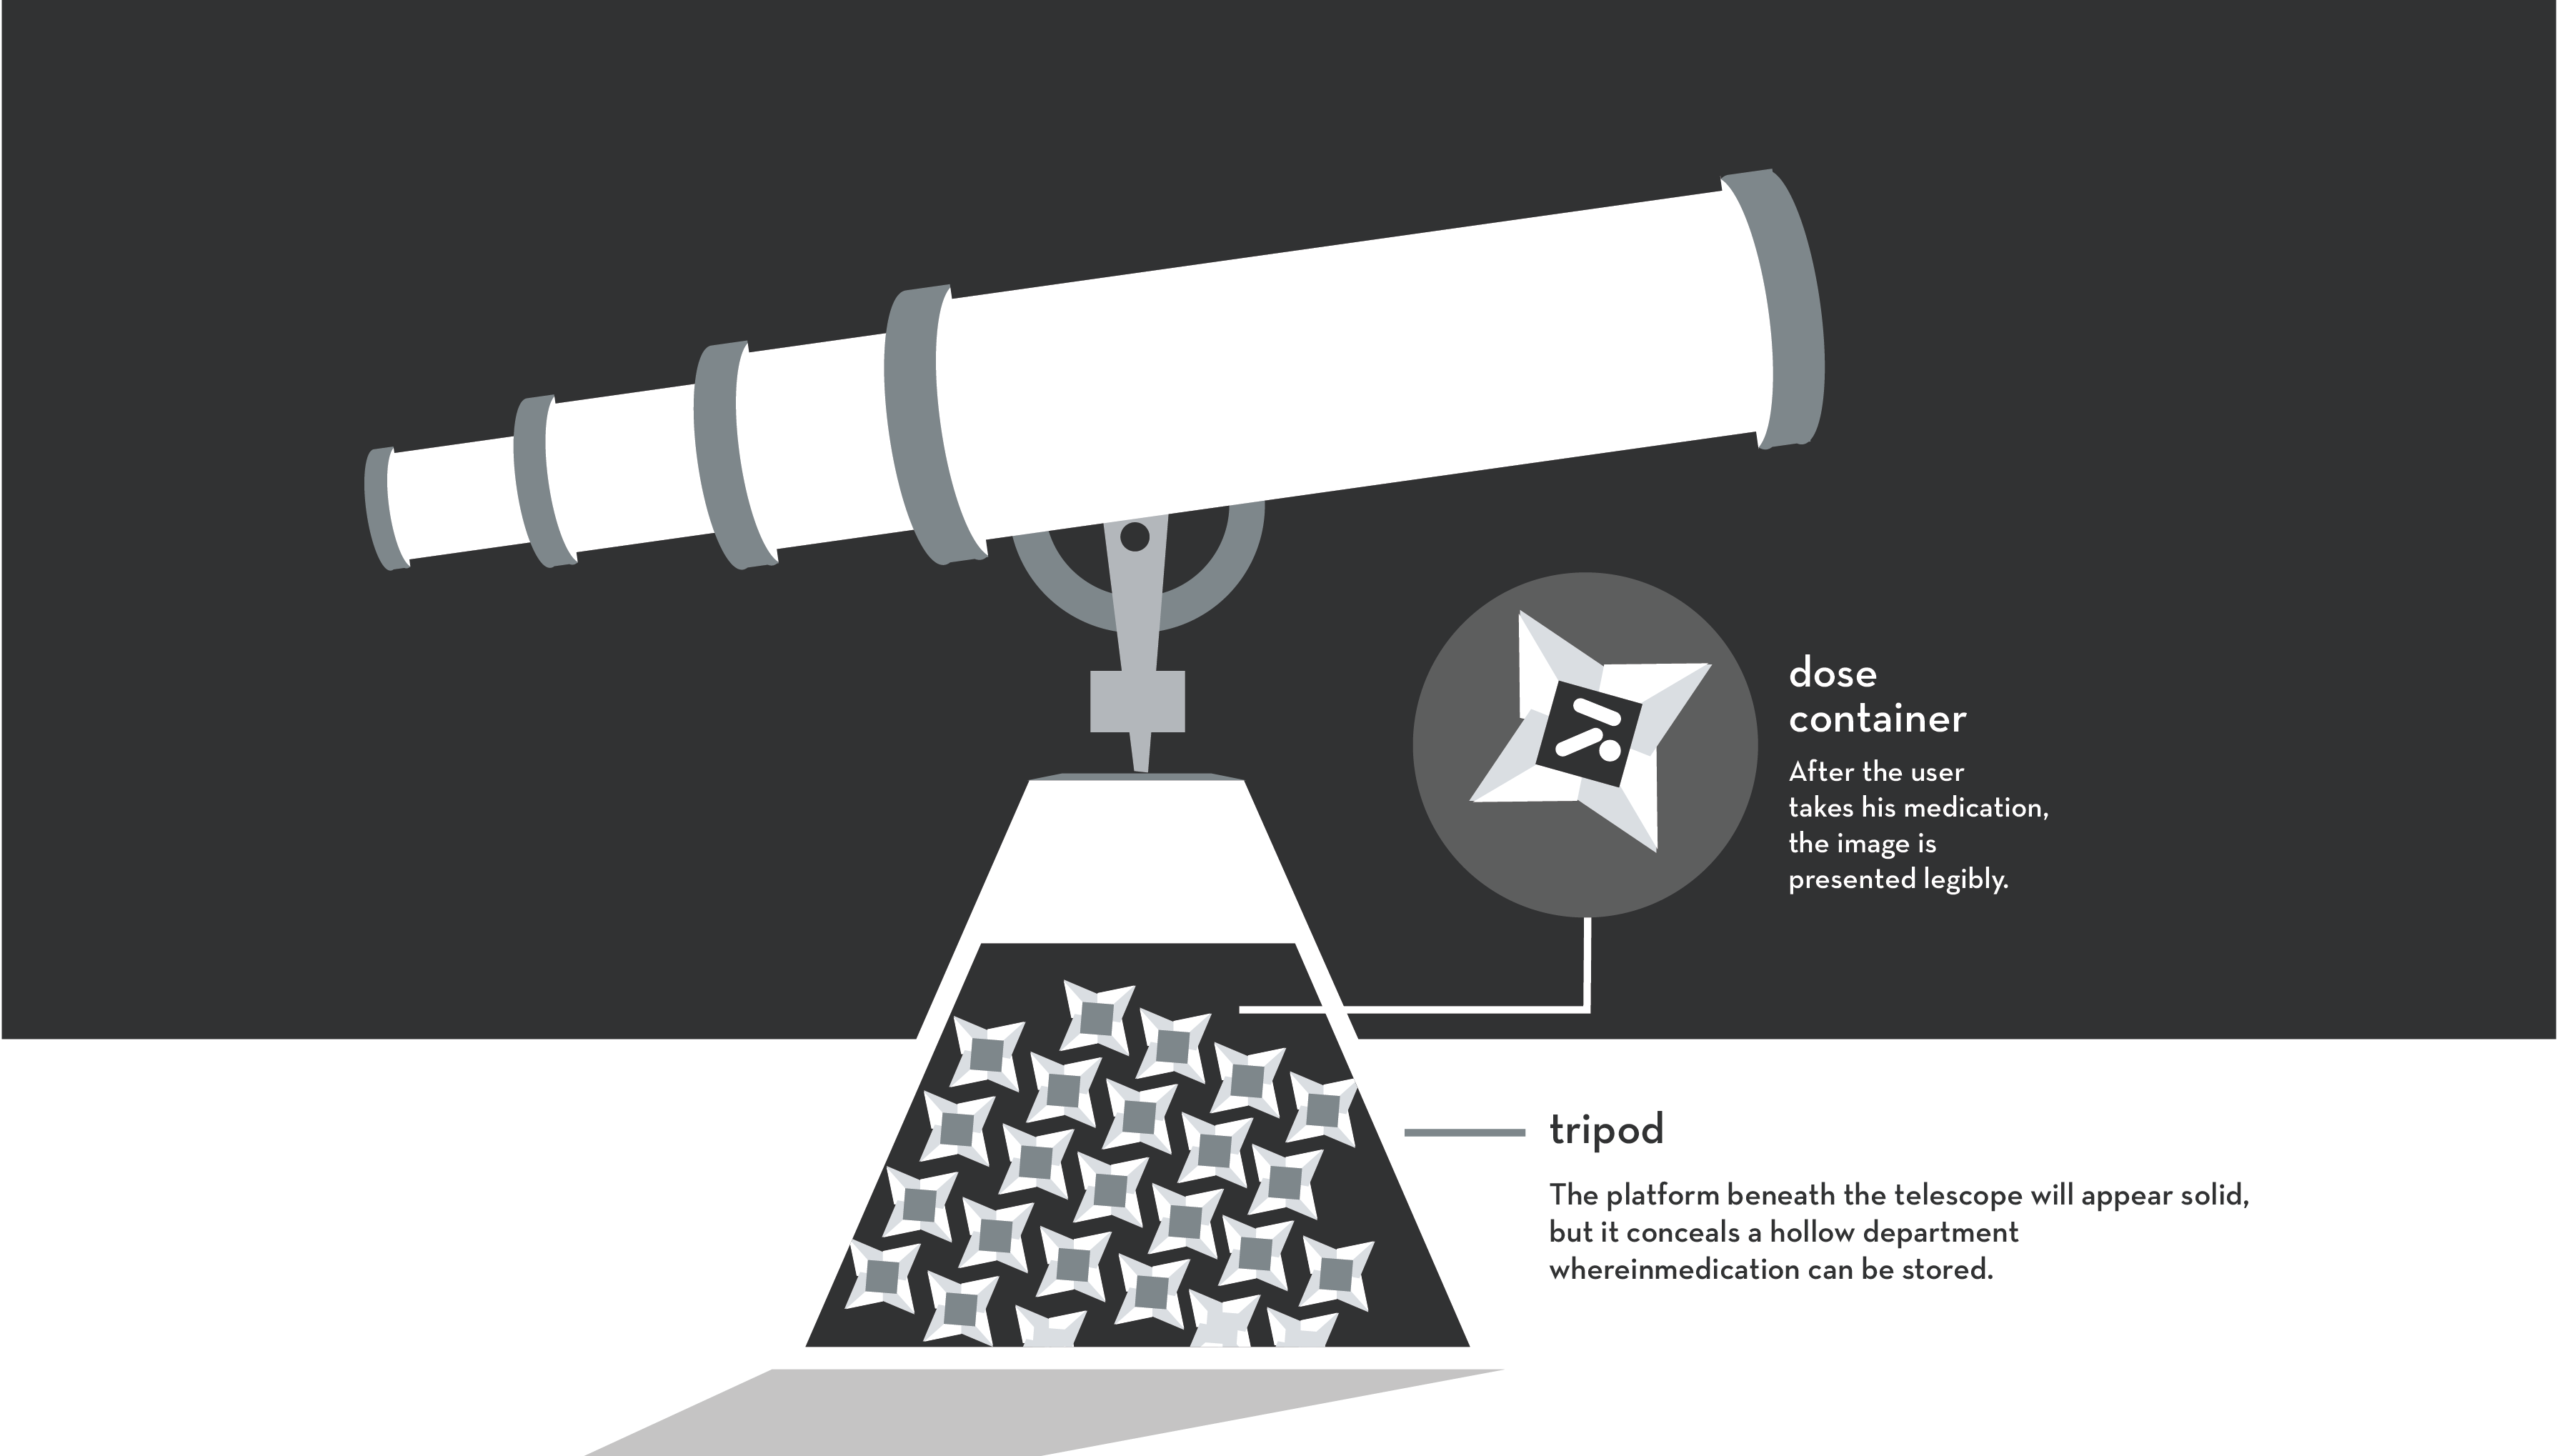 dose
container
After the user
takes his medication,
the image is
presented legibly.
tripod
The platform beneath the telescope will appear solid,
but it conceals a hollow department
whereinmedication can be stored.